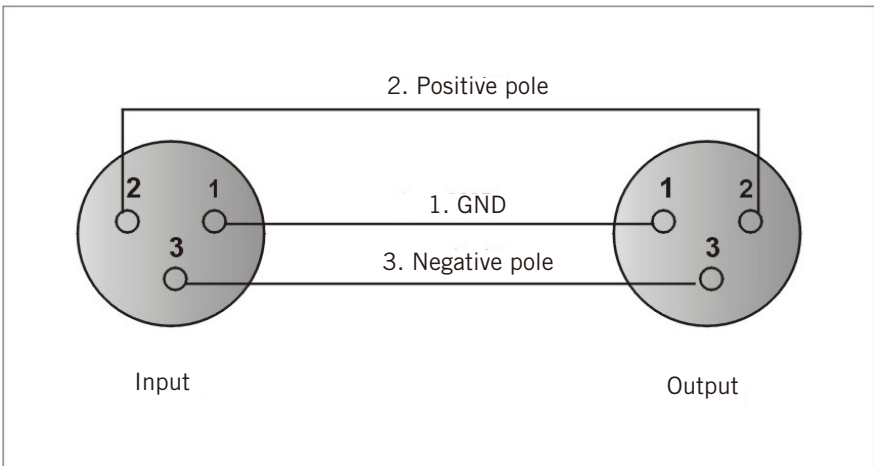 2. Positive pole
2 1 1 2
1. GND
3 3
3. Negative pole
Input Output